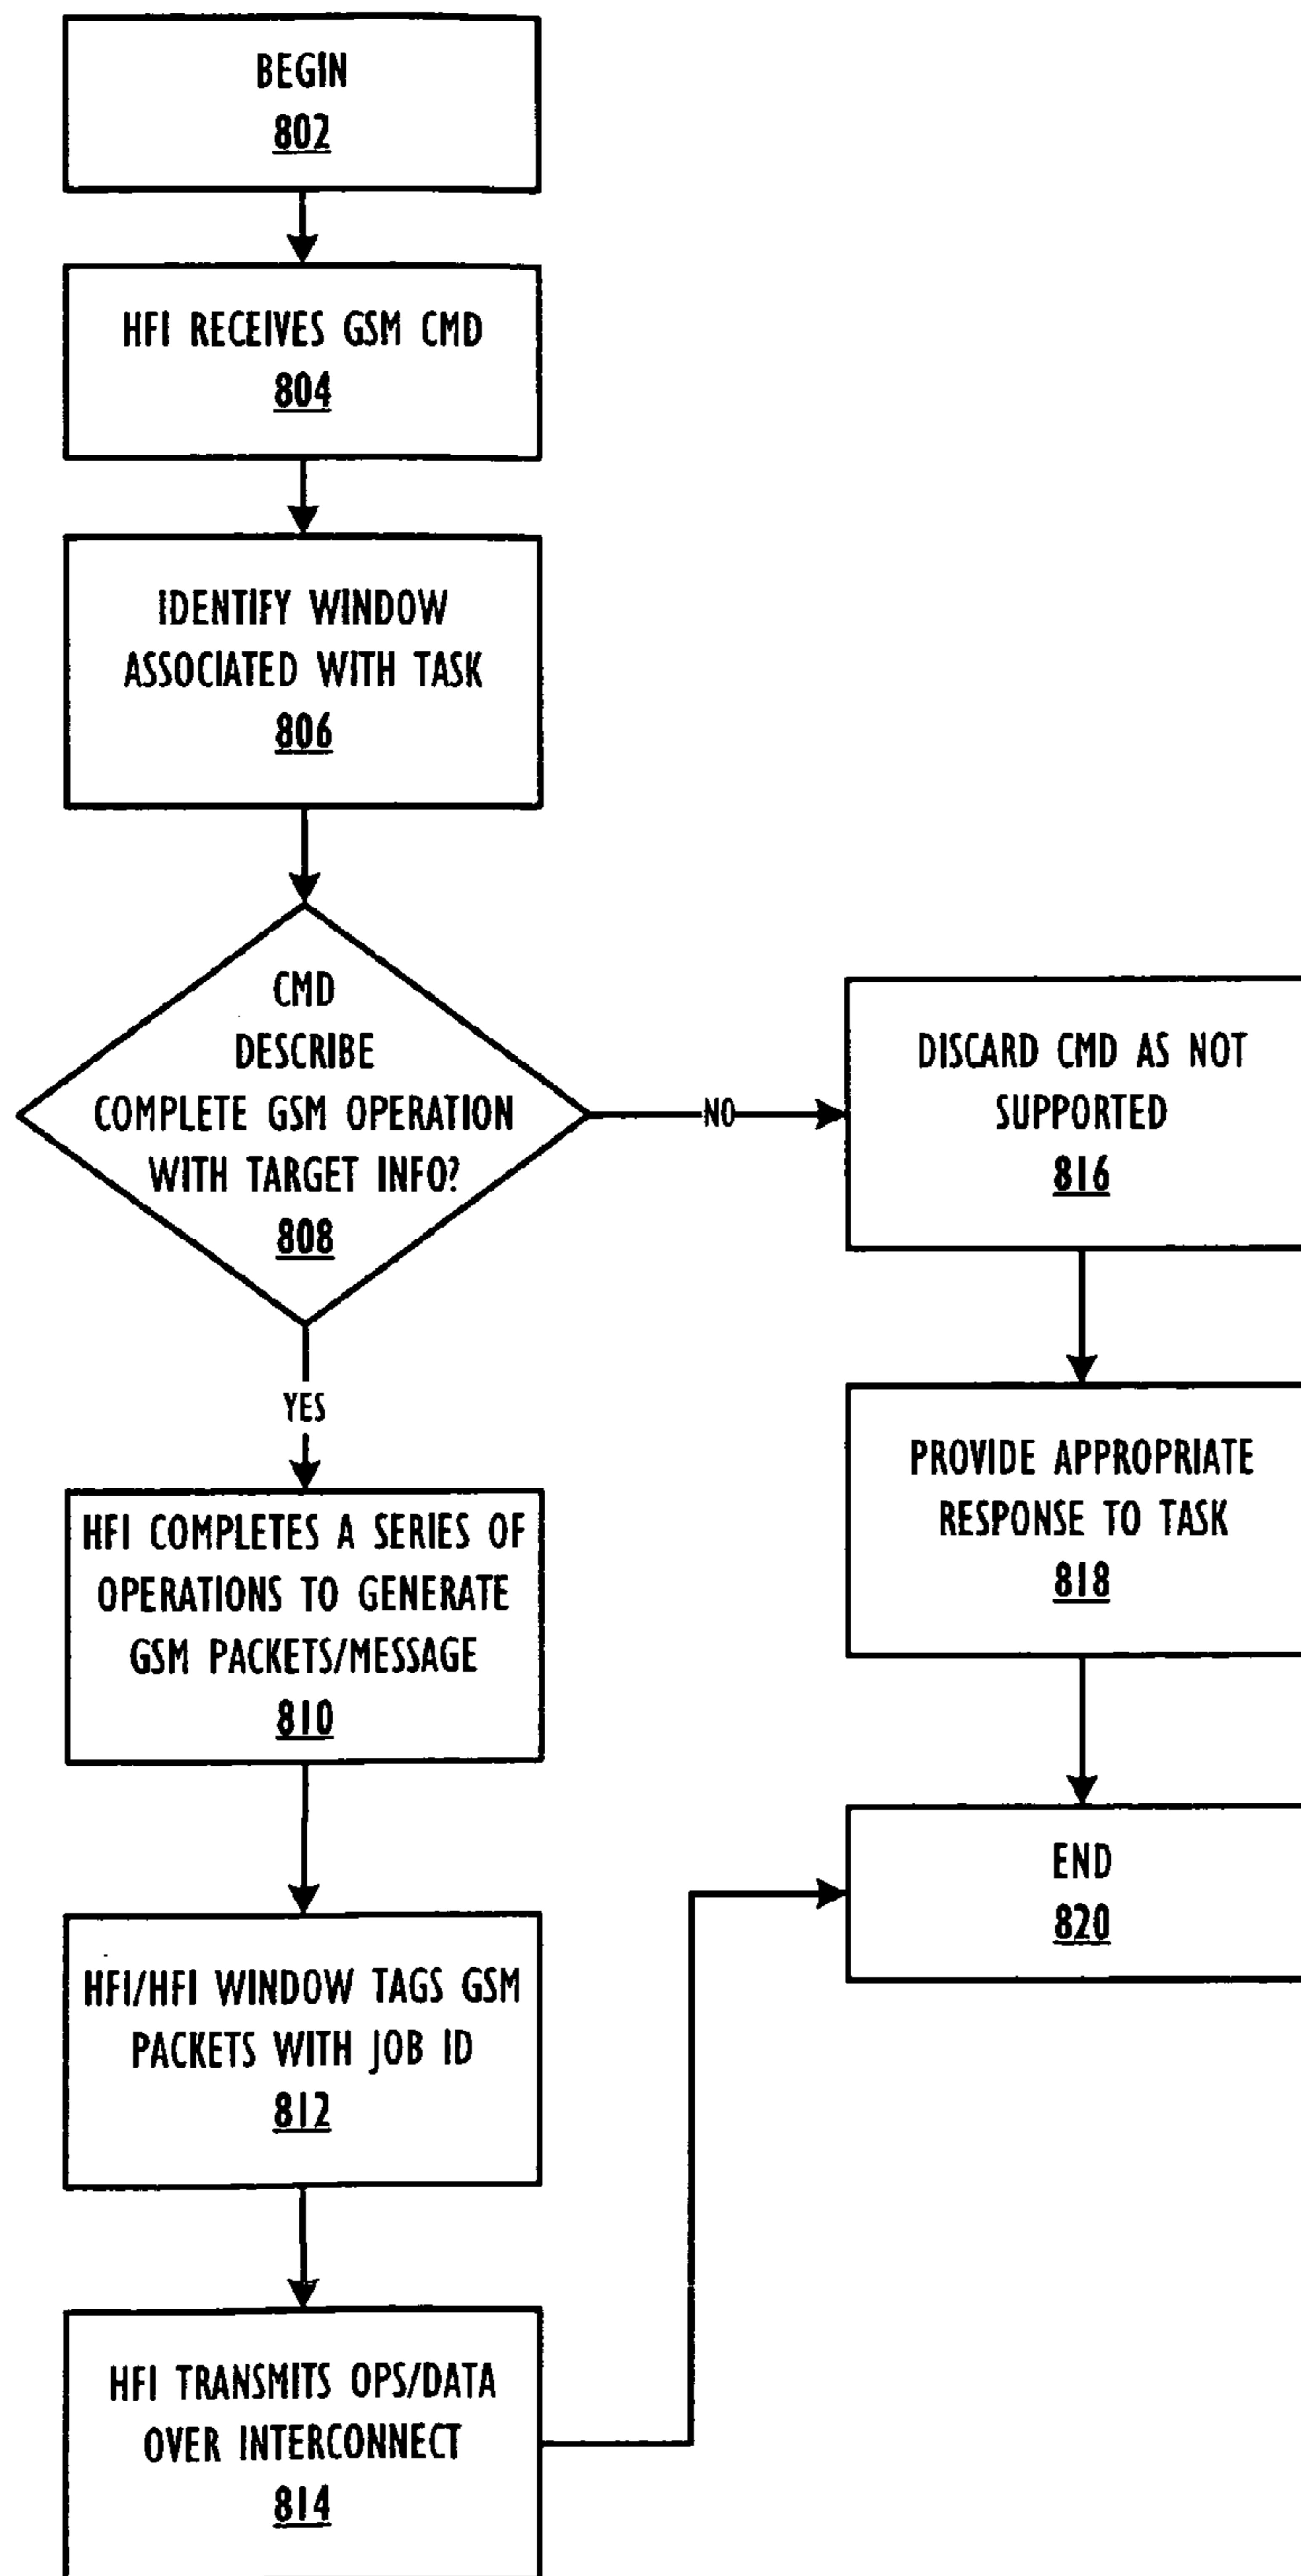 BEGIN
802
HFI RECEIVES GSM CMD
804
IDENTIFY WINDOW
ASSOCIATED WITH TASK
806
CMD
DESCRIBE
COMPLETE GSM OPERATION
WITH TARGET INFO?
808
NO
DISCARD CMD AS NOT
SUPPORTED
816
YES
PROVIDE APPROPRIATE
RESPONSE TO TASK
818
HFI COMPLETES A SERIES OF
OPERATIONS TO GENERATE
GSM PACKETS/MESSAGE
810
END
820
HFI/HFI WINDOW TAGS GSM
PACKETS WITH JOB ID
812
HFI TRANSMITS OPS/DATA
OVER INTERCONNECT
814